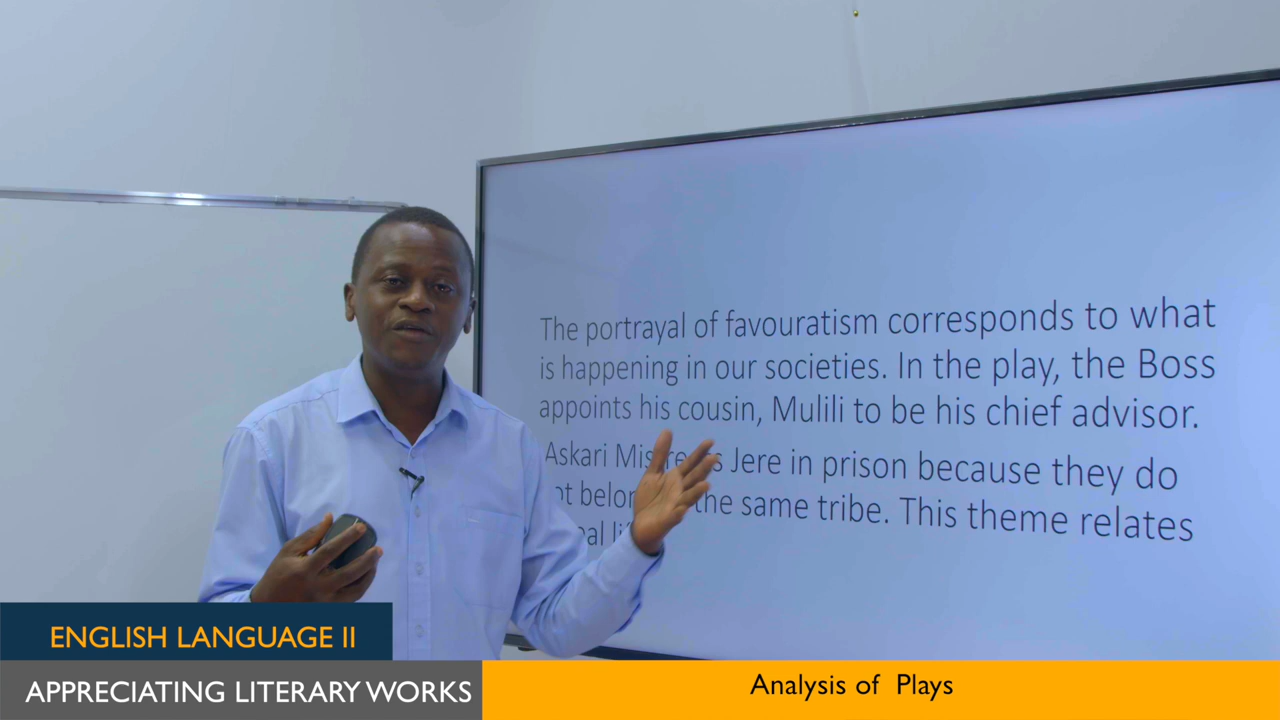 The portrayal of favouratism corresponds to what
is happening in our societies. In the play, the Boss
appoints his cousin, Mulili to be his chief advisor.
Askari Jere in prison because they do
the same tribe. This theme relates
ENGLISH LANGUAGE II
APPRECIATING LITERARY WORKS
Analysis of Plays